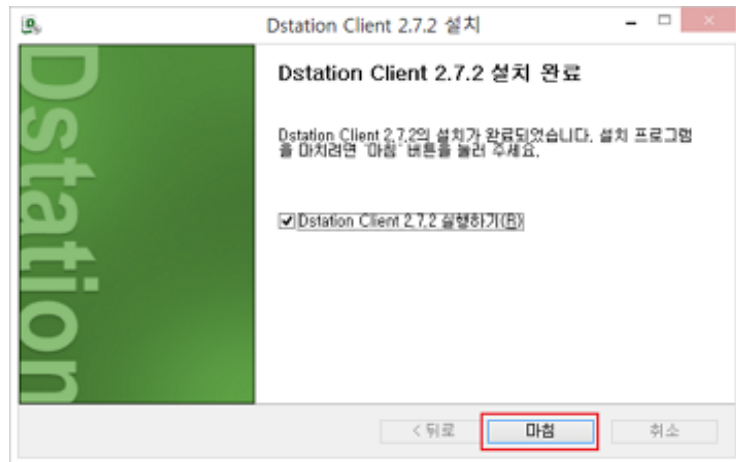 Dstation Client 2.7.2 설치
Dstation
Dstation Client 2.7.2 설치 완료
Dstation Client 2.7.2의 설치가 완료되었습니다. 설치 프로그램
을 마치려면 '마침' 버튼을 눌러 주세요.
Dstation Client 2.7.2 실행하기(R)
< 뒤로
마침
취소